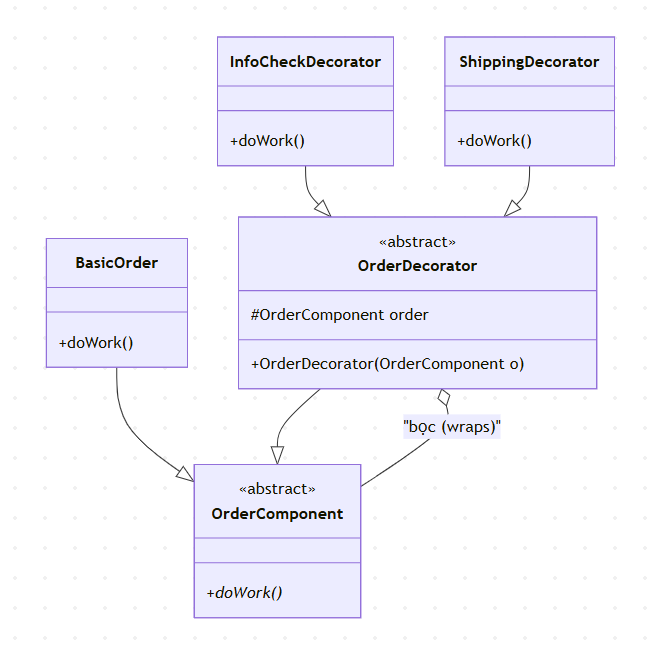 InfoCheckDecorator
+doWork()
ShippingDecorator
+doWork()
«abstract»
OrderDecorator
#OrderComponent order
+OrderDecorator(OrderComponent o)
BasicOrder
+doWork()
"bọc (wraps)"
«abstract»
OrderComponent
+doWork()